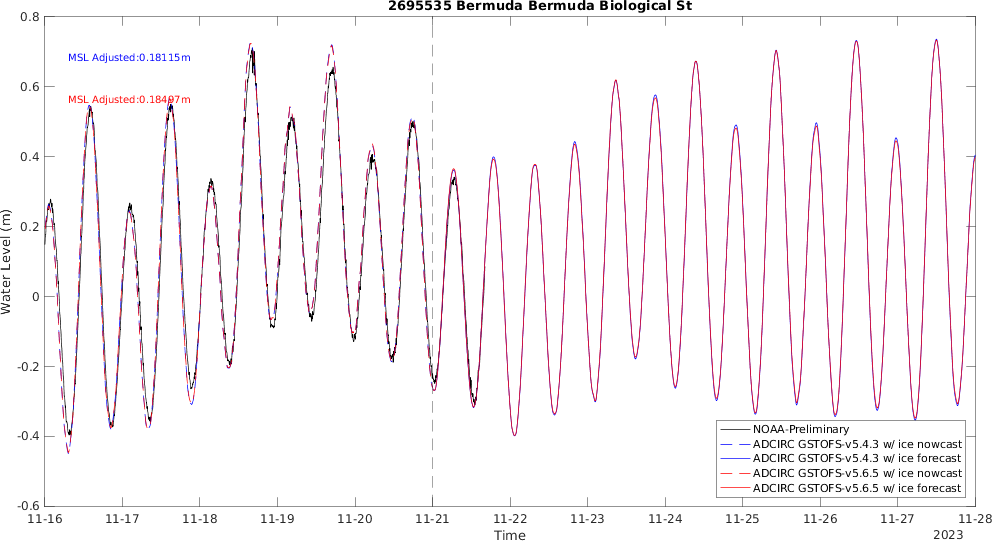 2695535 Bermuda Bermuda Biological St
0.8
MSL Adjusted:0.18115m
0.6
MSL Adjusted:0.18497m
0.4
0.2
Water Level (m)
0
-0.2
-0.4
NOAA-Preliminary
ADCIRC GSTOFS-v5.4.3 w/ ice nowcast
ADCIRC GSTOFS-v5.4.3 w/ ice forecast
ADCIRC GSTOFS-v5.6.5 w/ ice nowcast
ADCIRC GSTOFS-v5.6.5 w/ ice forecast
-0.6
11-16 11-17 11-18 11-19 11-20 11-21 11-22 11-23 11-24 11-25 11-26 11-27 11-28
Time
2023